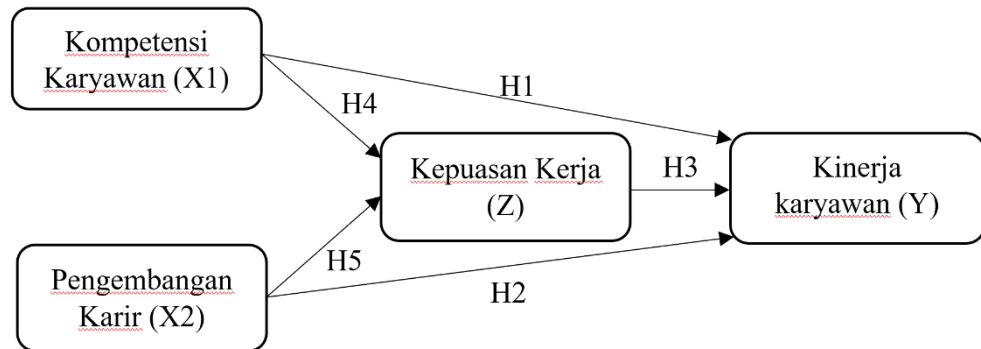 Kompetensi
Karyawan (X1)
H1
H4
Kepuasan Kerja
(Z)
H3
Kinerja
karyawan (Y)
H5
Pengembangan
Karir (X2)
H2